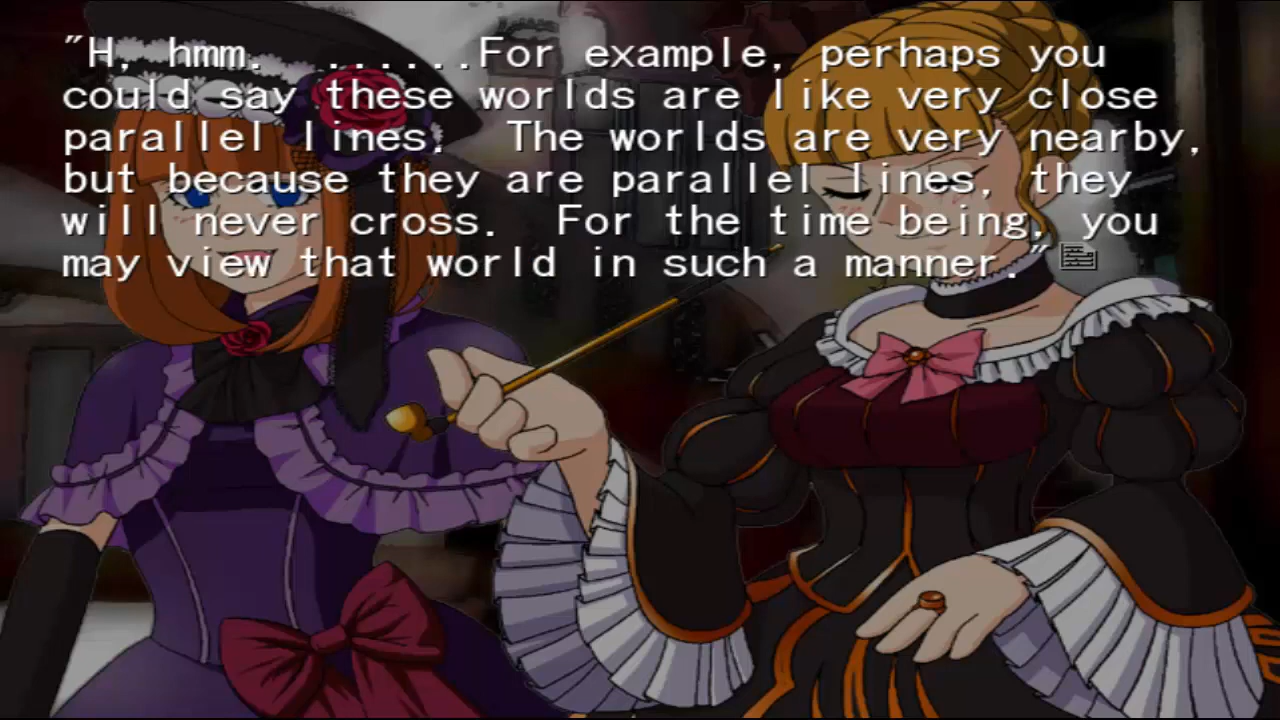 "H, hmm.  .......For example, perhaps you
could say these worlds are like very close
parallel lines.  The worlds are very nearby,
but because they are parallel lines, they
will never cross.  For the time being, you
may view that world in such a manner."